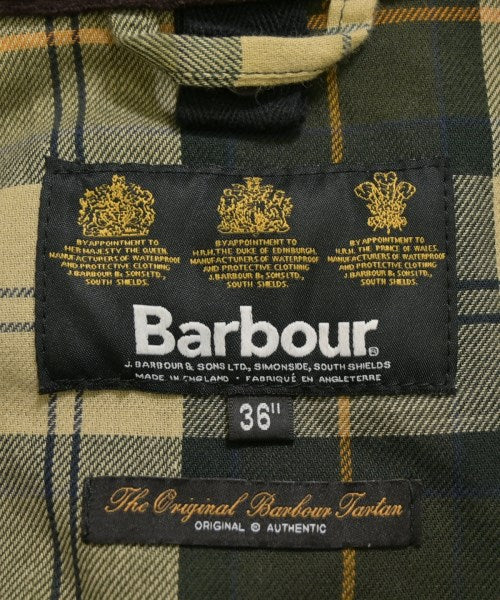 BY APPOINTMENT TO
HER MAJESTY THE QUEEN.
MANUFACTURERS OF WATERPROOF
AND PROTECTIVE CLOTHING
J. BARBOUR & SONS LTD,
SOUTH SHIELDS.
BY APPOINTMENT TO
H.R.H. THE DUKE OF EDINBURGH.
MANUFACTURERS OF WATERPROOF
AND PROTECTIVE CLOTHING
J. BARBOUR & SONS LTD,
SOUTH SHIELDS.
BY APPOINTMENT TO
H.R.H. THE PRINCE OF WALES.
MANUFACTURERS OF WATERPROOF
AND PROTECTIVE CLOTHING
J. BARBOUR & SONS LTD,
SOUTH SHIELDS.
Barbour®
J. BARBOUR & SONS LTD, SIMONSIDE, SOUTH SHIELDS
MADE IN ENGLAND • FABRIQUÉ EN ANGLETERRE
36"
The Original Barbour Tartan
ORIGINAL © AUTHENTIC